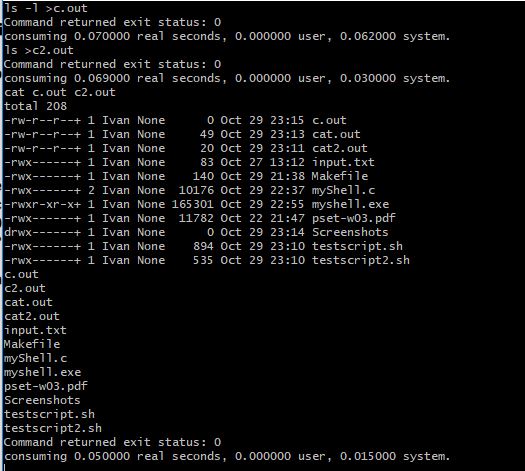 ls -l >c.out
Command returned exit status: 0
consuming 0.070000 real seconds, 0.000000 user, 0.062000 system.
ls >c2.out
Command returned exit status: 0
consuming 0.069000 real seconds, 0.000000 user, 0.030000 system.
cat c.out c2.out
total 208
-rw-r--r--+ 1 Ivan None      0 Oct 29 23:15 c.out
-rw-r--r--+ 1 Ivan None     49 Oct 29 23:13 cat.out
-rw-r--r--+ 1 Ivan None     20 Oct 29 23:11 cat2.out
-rwx------+ 1 Ivan None     83 Oct 27 13:12 input.txt
-rwx------+ 1 Ivan None    140 Oct 29 21:38 Makefile
-rwx------+ 2 Ivan None  10176 Oct 29 22:37 myShell.c
-rwxr-xr-x+ 1 Ivan None 165301 Oct 29 22:55 myshell.exe
-rwx------+ 1 Ivan None  11782 Oct 22 21:47 pset-w03.pdf
drwx------+ 1 Ivan None      0 Oct 29 23:14 Screenshots
-rwx------+ 1 Ivan None    894 Oct 29 23:10 testscript.sh
-rwx------+ 1 Ivan None    535 Oct 29 23:10 testscript2.sh
c.out
c2.out
cat.out
cat2.out
input.txt
Makefile
myShell.c
myshell.exe
pset-w03.pdf
Screenshots
testscript.sh
testscript2.sh
Command returned exit status: 0
consuming 0.050000 real seconds, 0.000000 user, 0.015000 system.